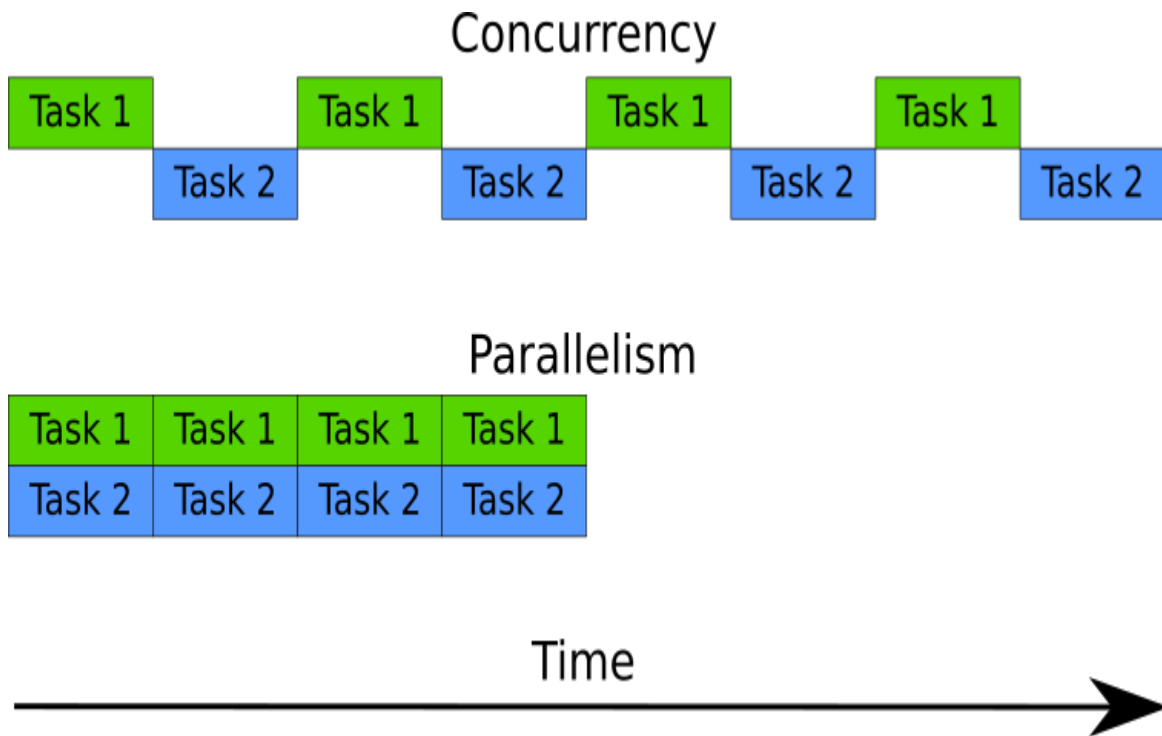 Concurrency
Task 1 Task 1 Task 1 Task 1
Task 2 Task 2 Task 2 Task 2
Parallelism
Task 1 Task 1 Task 1 Task 1
Task 2 Task 2 Task 2 Task 2
Time